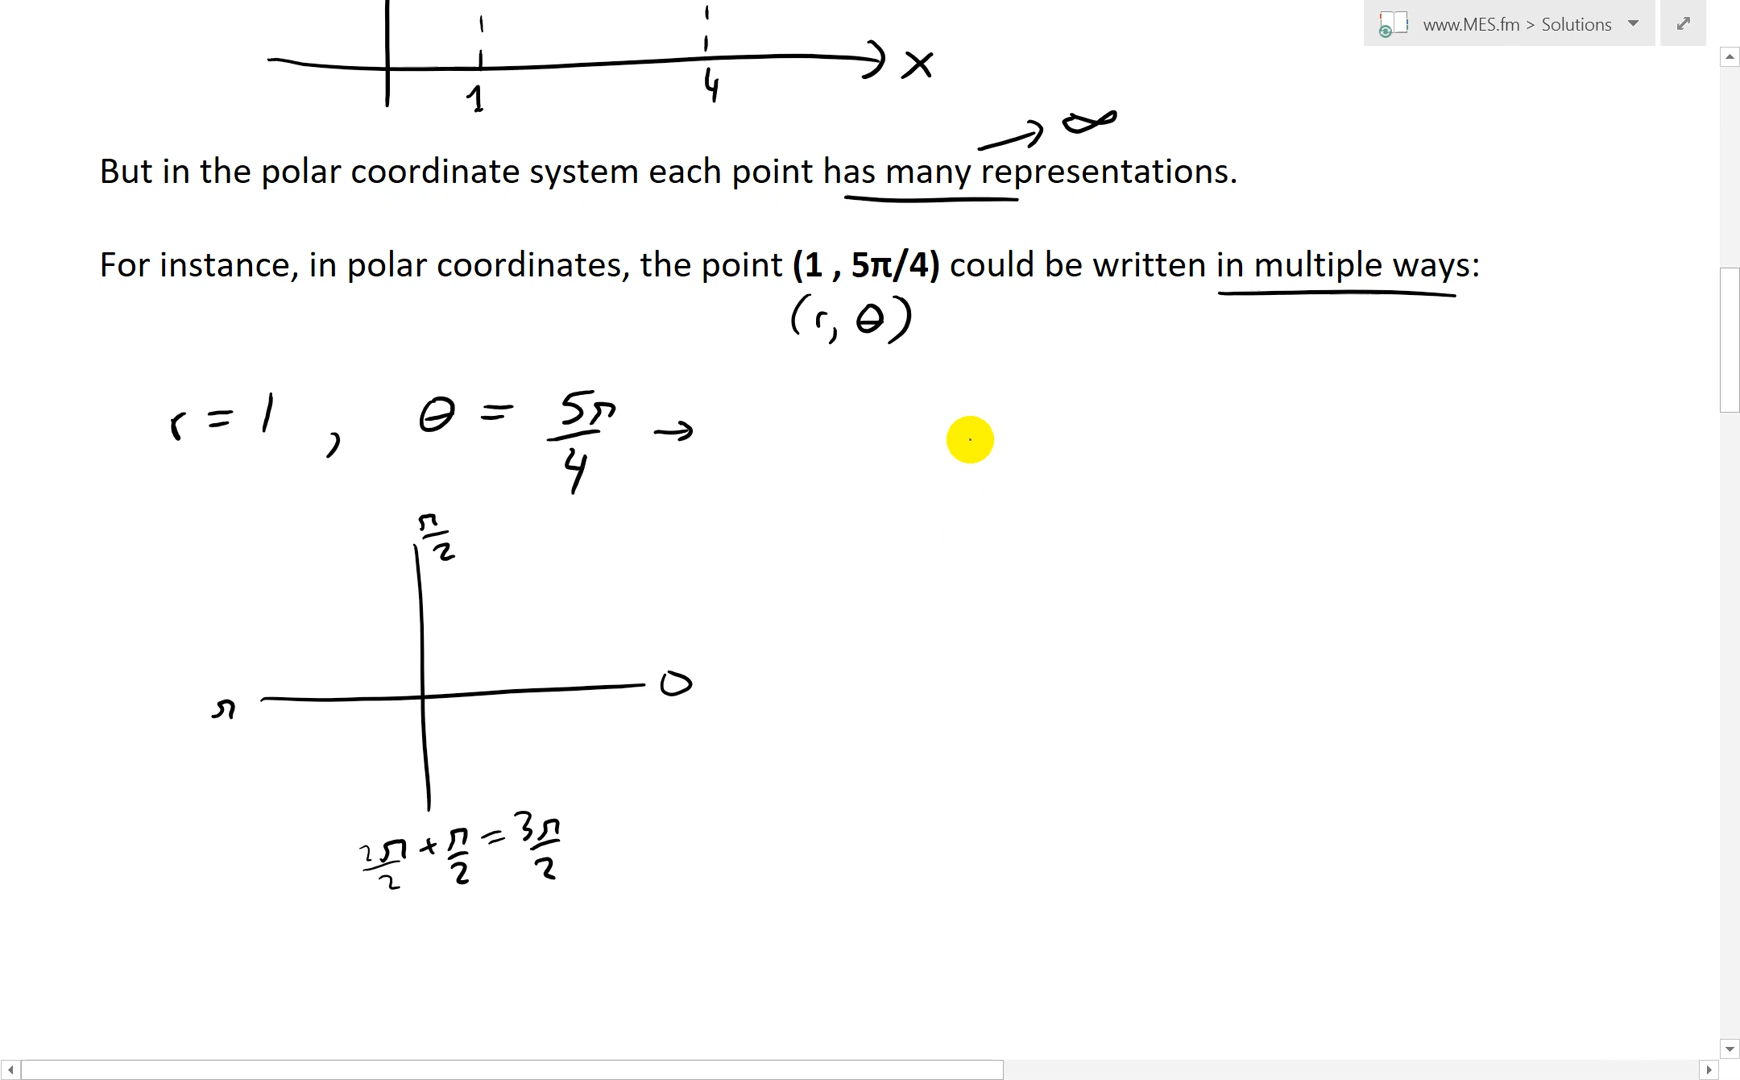 www.MES.fm > Solutions
x
1
4
→ ∞
But in the polar coordinate system each point has many representations.
For instance, in polar coordinates, the point (1 , 5π/4) could be written in multiple ways:
(r, θ)
r = 1 , θ = 5π/4 →
π/2
π
0
2π/2 + π/2 = 3π/2